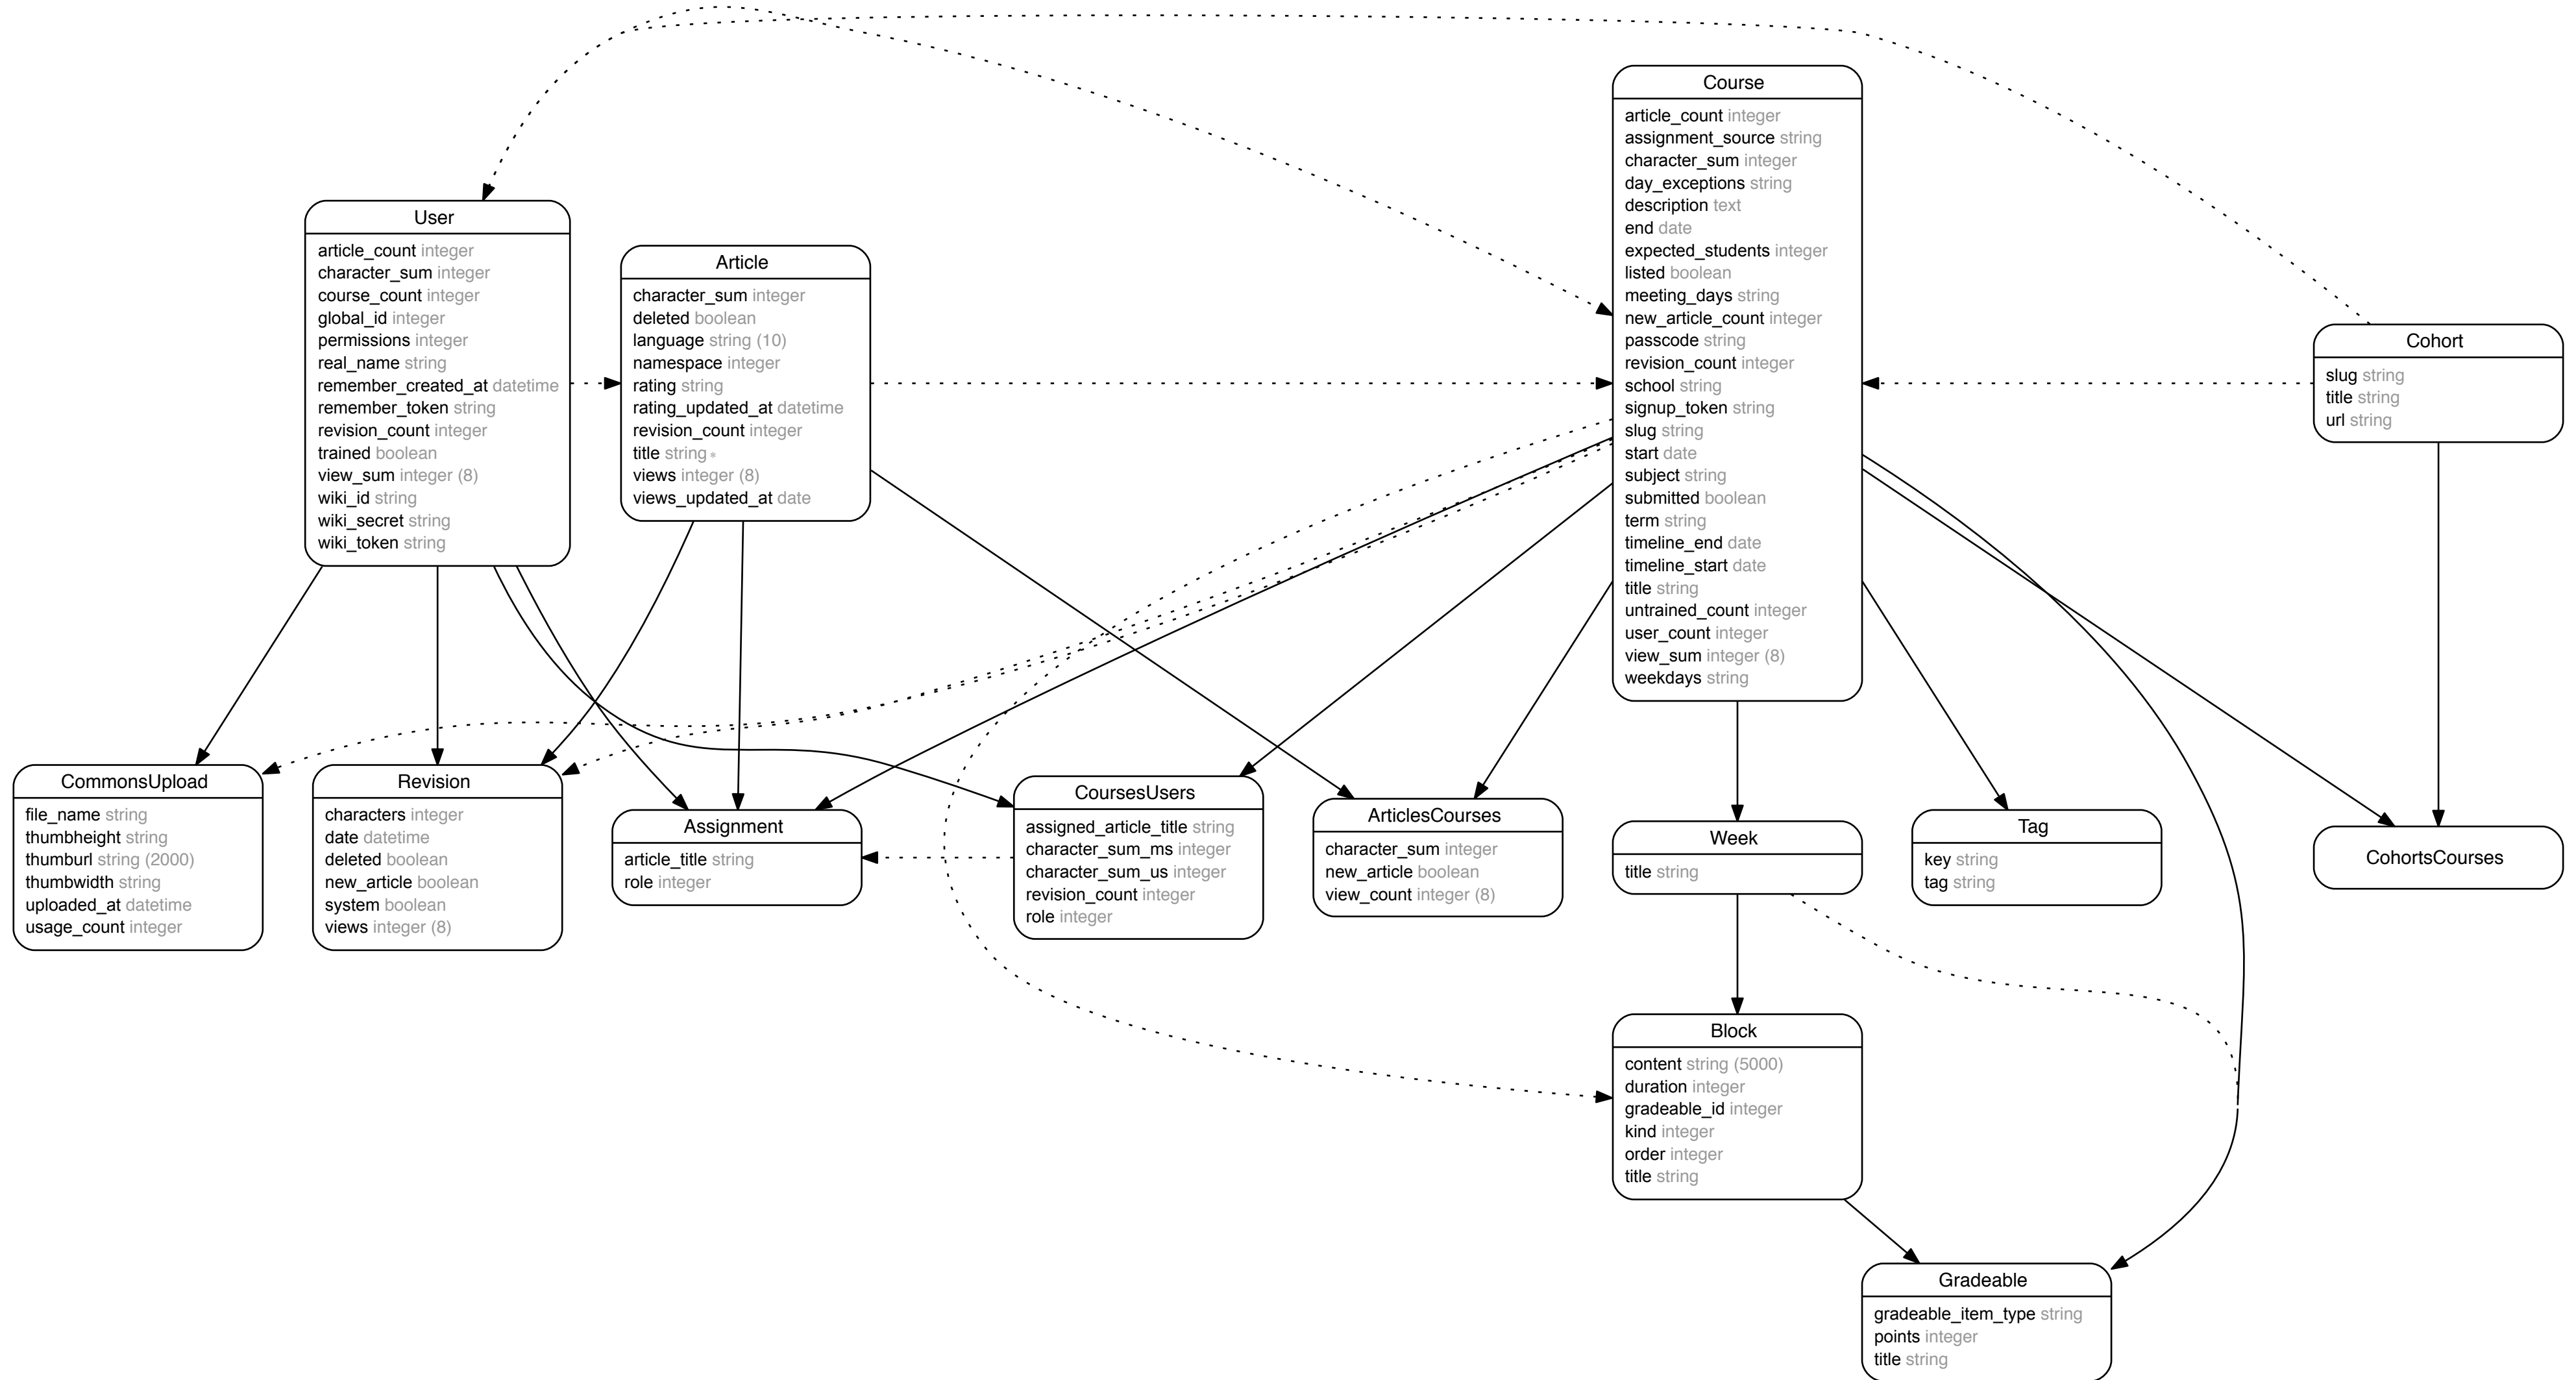 Course
article_count integer
assignment_source string
character_sum integer
day_exceptions string
description text
end date
expected_students integer
listed boolean
meeting_days string
new_article_count integer
passcode string
revision_count integer
school string
signup_token string
slug string
start date
subject string
submitted boolean
term string
timeline_end date
timeline_start date
title string
untrained_count integer
user_count integer
view_sum integer (8)
weekdays string
User
article_count integer
character_sum integer
course_count integer
global_id integer
permissions integer
real_name string
remember_created_at datetime
remember_token string
revision_count integer
trained boolean
view_sum integer (8)
wiki_id string
wiki_secret string
wiki_token string
Article
character_sum integer
deleted boolean
language string (10)
namespace integer
rating string
rating_updated_at datetime
revision_count integer
title string *
views integer (8)
views_updated_at date
Cohort
slug string
title string
url string
CommonsUpload
file_name string
thumbheight string
thumburl string (2000)
thumbwidth string
uploaded_at datetime
usage_count integer
Revision
characters integer
date datetime
deleted boolean
new_article boolean
system boolean
views integer (8)
Assignment
article_title string
role integer
CoursesUsers
assigned_article_title string
character_sum_ms integer
character_sum_us integer
revision_count integer
role integer
ArticlesCourses
character_sum integer
new_article boolean
view_count integer (8)
Week
title string
Tag
key string
tag string
CohortsCourses
Block
content string (5000)
duration integer
gradeable_id integer
kind integer
order integer
title string
Gradeable
gradeable_item_type string
points integer
title string